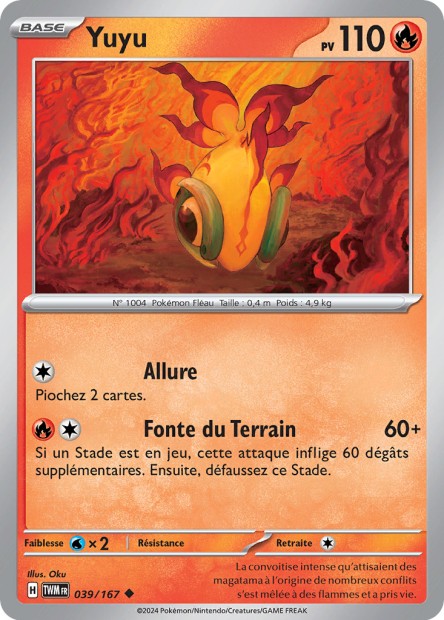 BASE Yuyu PV 110
N° 1004 Pokémon Fléau Taille : 0,4 m Poids : 4,9 kg
Allure
Piochez 2 cartes.
Fonte du Terrain 60+
Si un Stade est en jeu, cette attaque inflige 60 dégâts
supplémentaires. Ensuite, défaussez ce Stade.
Faiblesse ×2 Résistance Retraite
Illus. Oku
H TWM FR 039/167
La convoitise intense qu'attisaient des
magatama à l'origine de nombreux conflits
s'est mêlée à des flammes et a pris vie.
©2024 Pokémon/Nintendo/Creatures/GAME FREAK